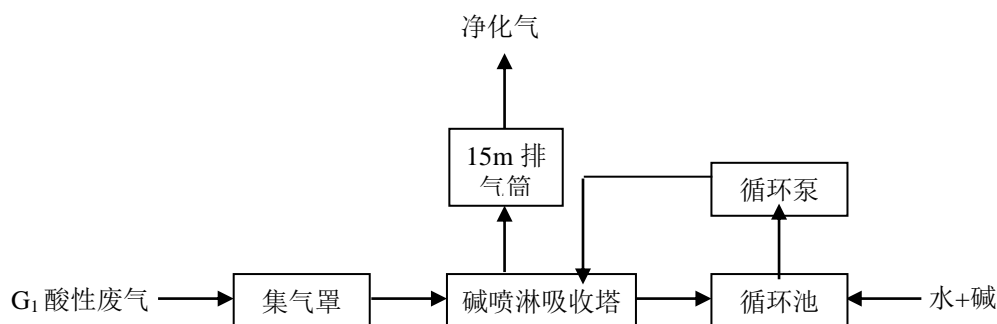 净化气
15m 排
气筒
循环泵
G₁ 酸性废气
集气罩
碱喷淋吸收塔
循环池
水+碱